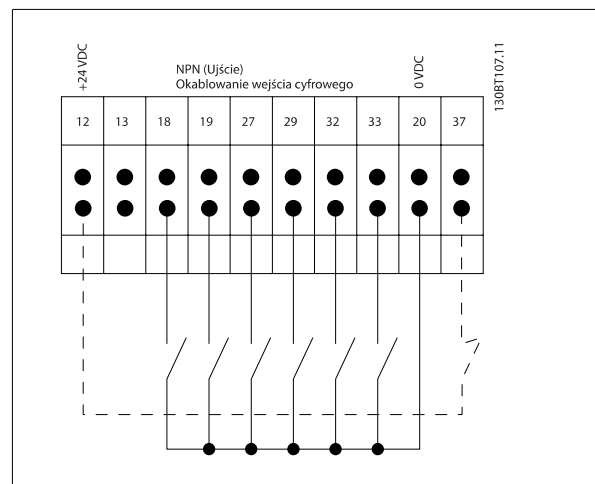 +24 VDC
NPN (Ujście)
Okablowanie wejścia cyfrowego
0 VDC
130BT107.11
12 13 18 19 27 29 32 33 20 37